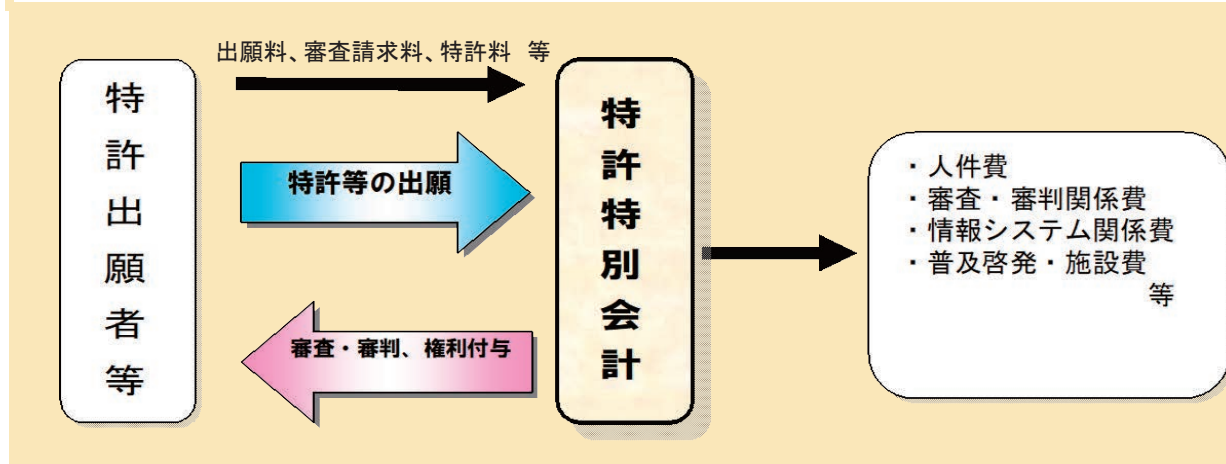 出願料、審査請求料、特許料　等
特許出願者等
特許等の出願
審査・審判、権利付与
特許特別会計
・人件費
・審査・審判関係費
・情報システム関係費
・普及啓発・施設費
等